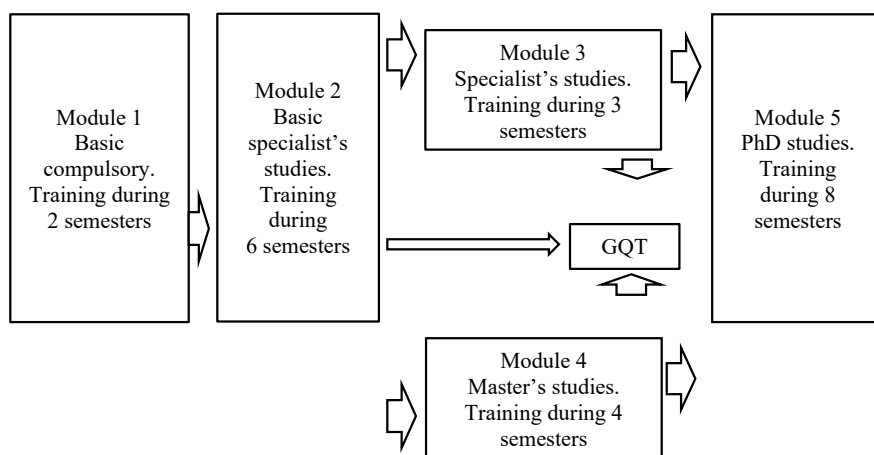 Module 1
Basic
compulsory.
Training during
2 semesters
Module 2
Basic
specialist’s
studies.
Training
during
6 semesters
Module 3
Specialist’s studies.
Training during 3
semesters
GQT
Module 4
Master’s studies.
Training during 4
semesters
Module 5
PhD studies.
Training
during 8
semesters